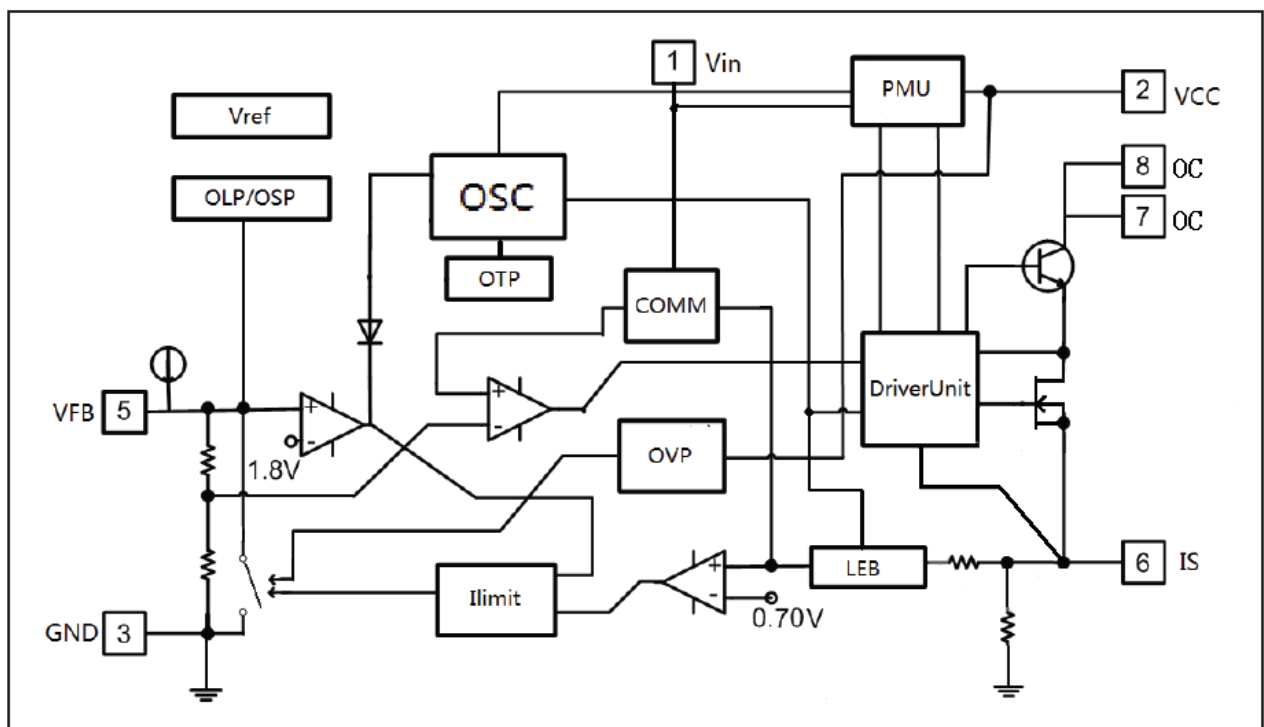 1 Vin
PMU
2 VCC
Vref
8 OC
OLP/OSP
OSC
7 OC
OTP
COMM
+
-
DriverUnit
VFB 5
+
-
1.8V
OVP
LEB
6 IS
Ilimit
+
-
0.70V
GND 3